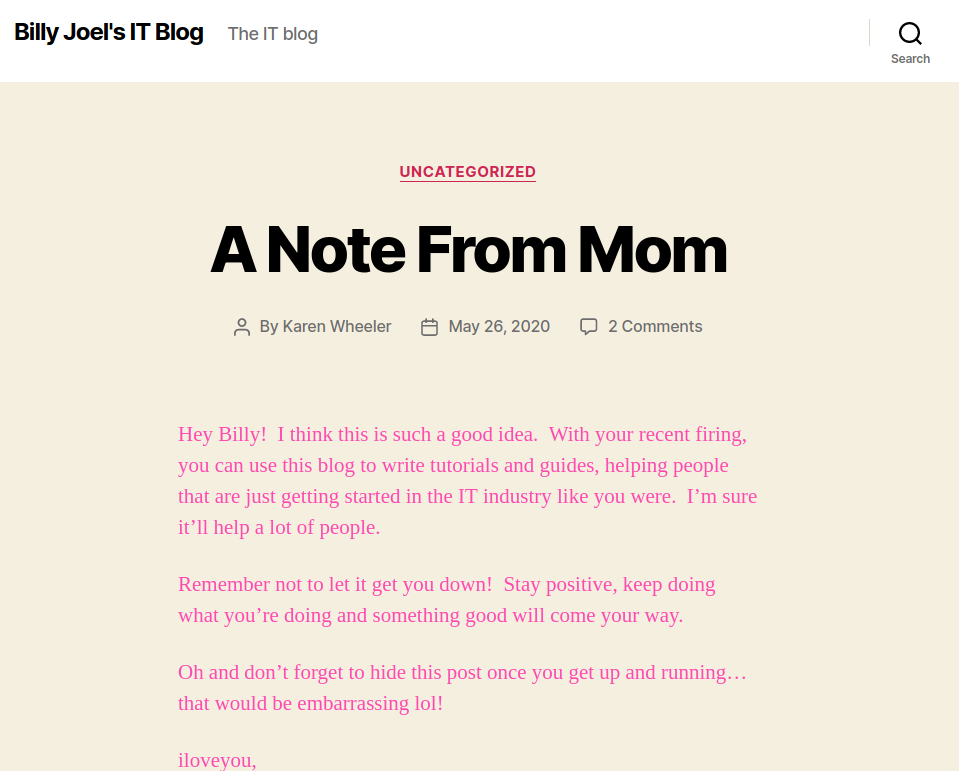 Billy Joel's IT Blog The IT blog
Search
UNCATEGORIZED
A Note From Mom
By Karen Wheeler May 26, 2020 2 Comments
Hey Billy!  I think this is such a good idea.  With your recent firing,
you can use this blog to write tutorials and guides, helping people
that are just getting started in the IT industry like you were.  I’m sure
it’ll help a lot of people.
Remember not to let it get you down!  Stay positive, keep doing
what you’re doing and something good will come your way.
Oh and don’t forget to hide this post once you get up and running…
that would be embarrassing lol!
iloveyou,